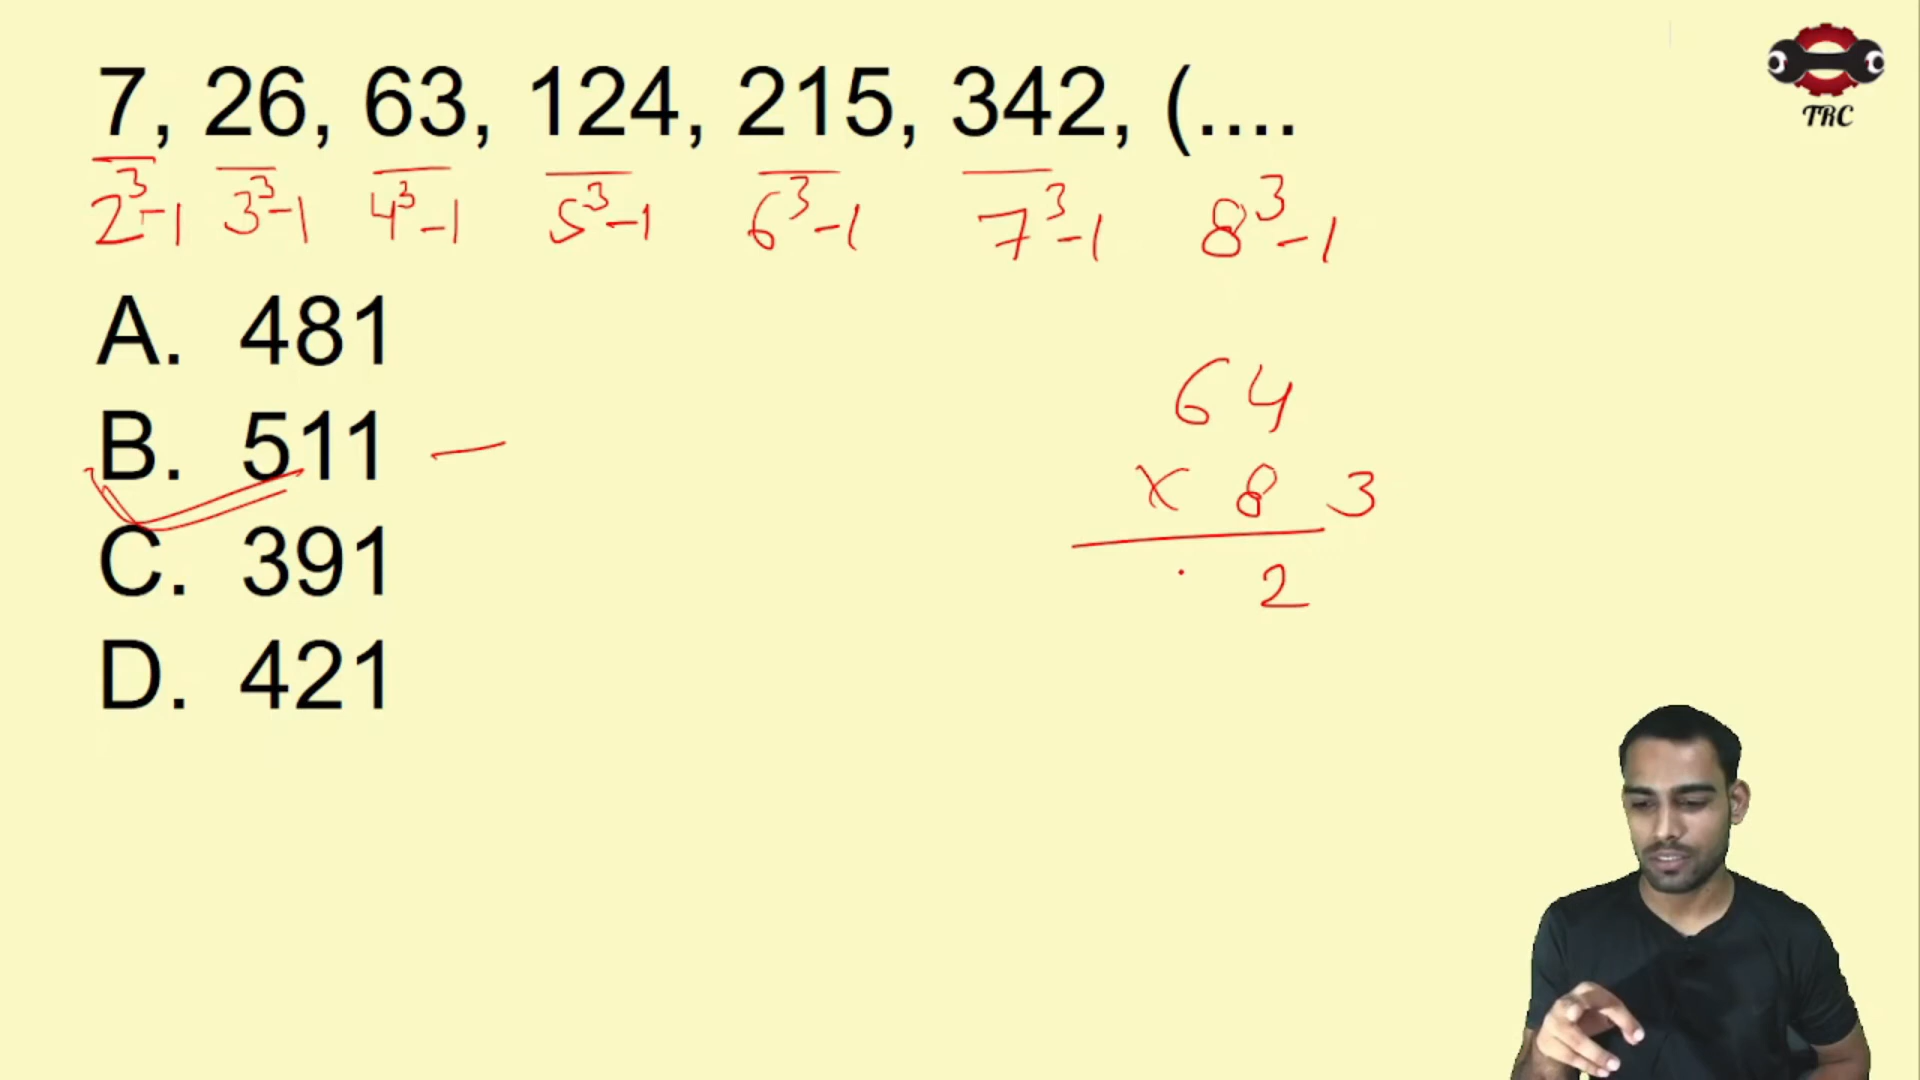 7, 26, 63, 124, 215, 342, (....
2³-1 3³-1 4³-1 5³-1 6³-1 7³-1 8³-1
TRC
A. 481
B. 511 —
C. 391
D. 421
64
x 8 3
. 2